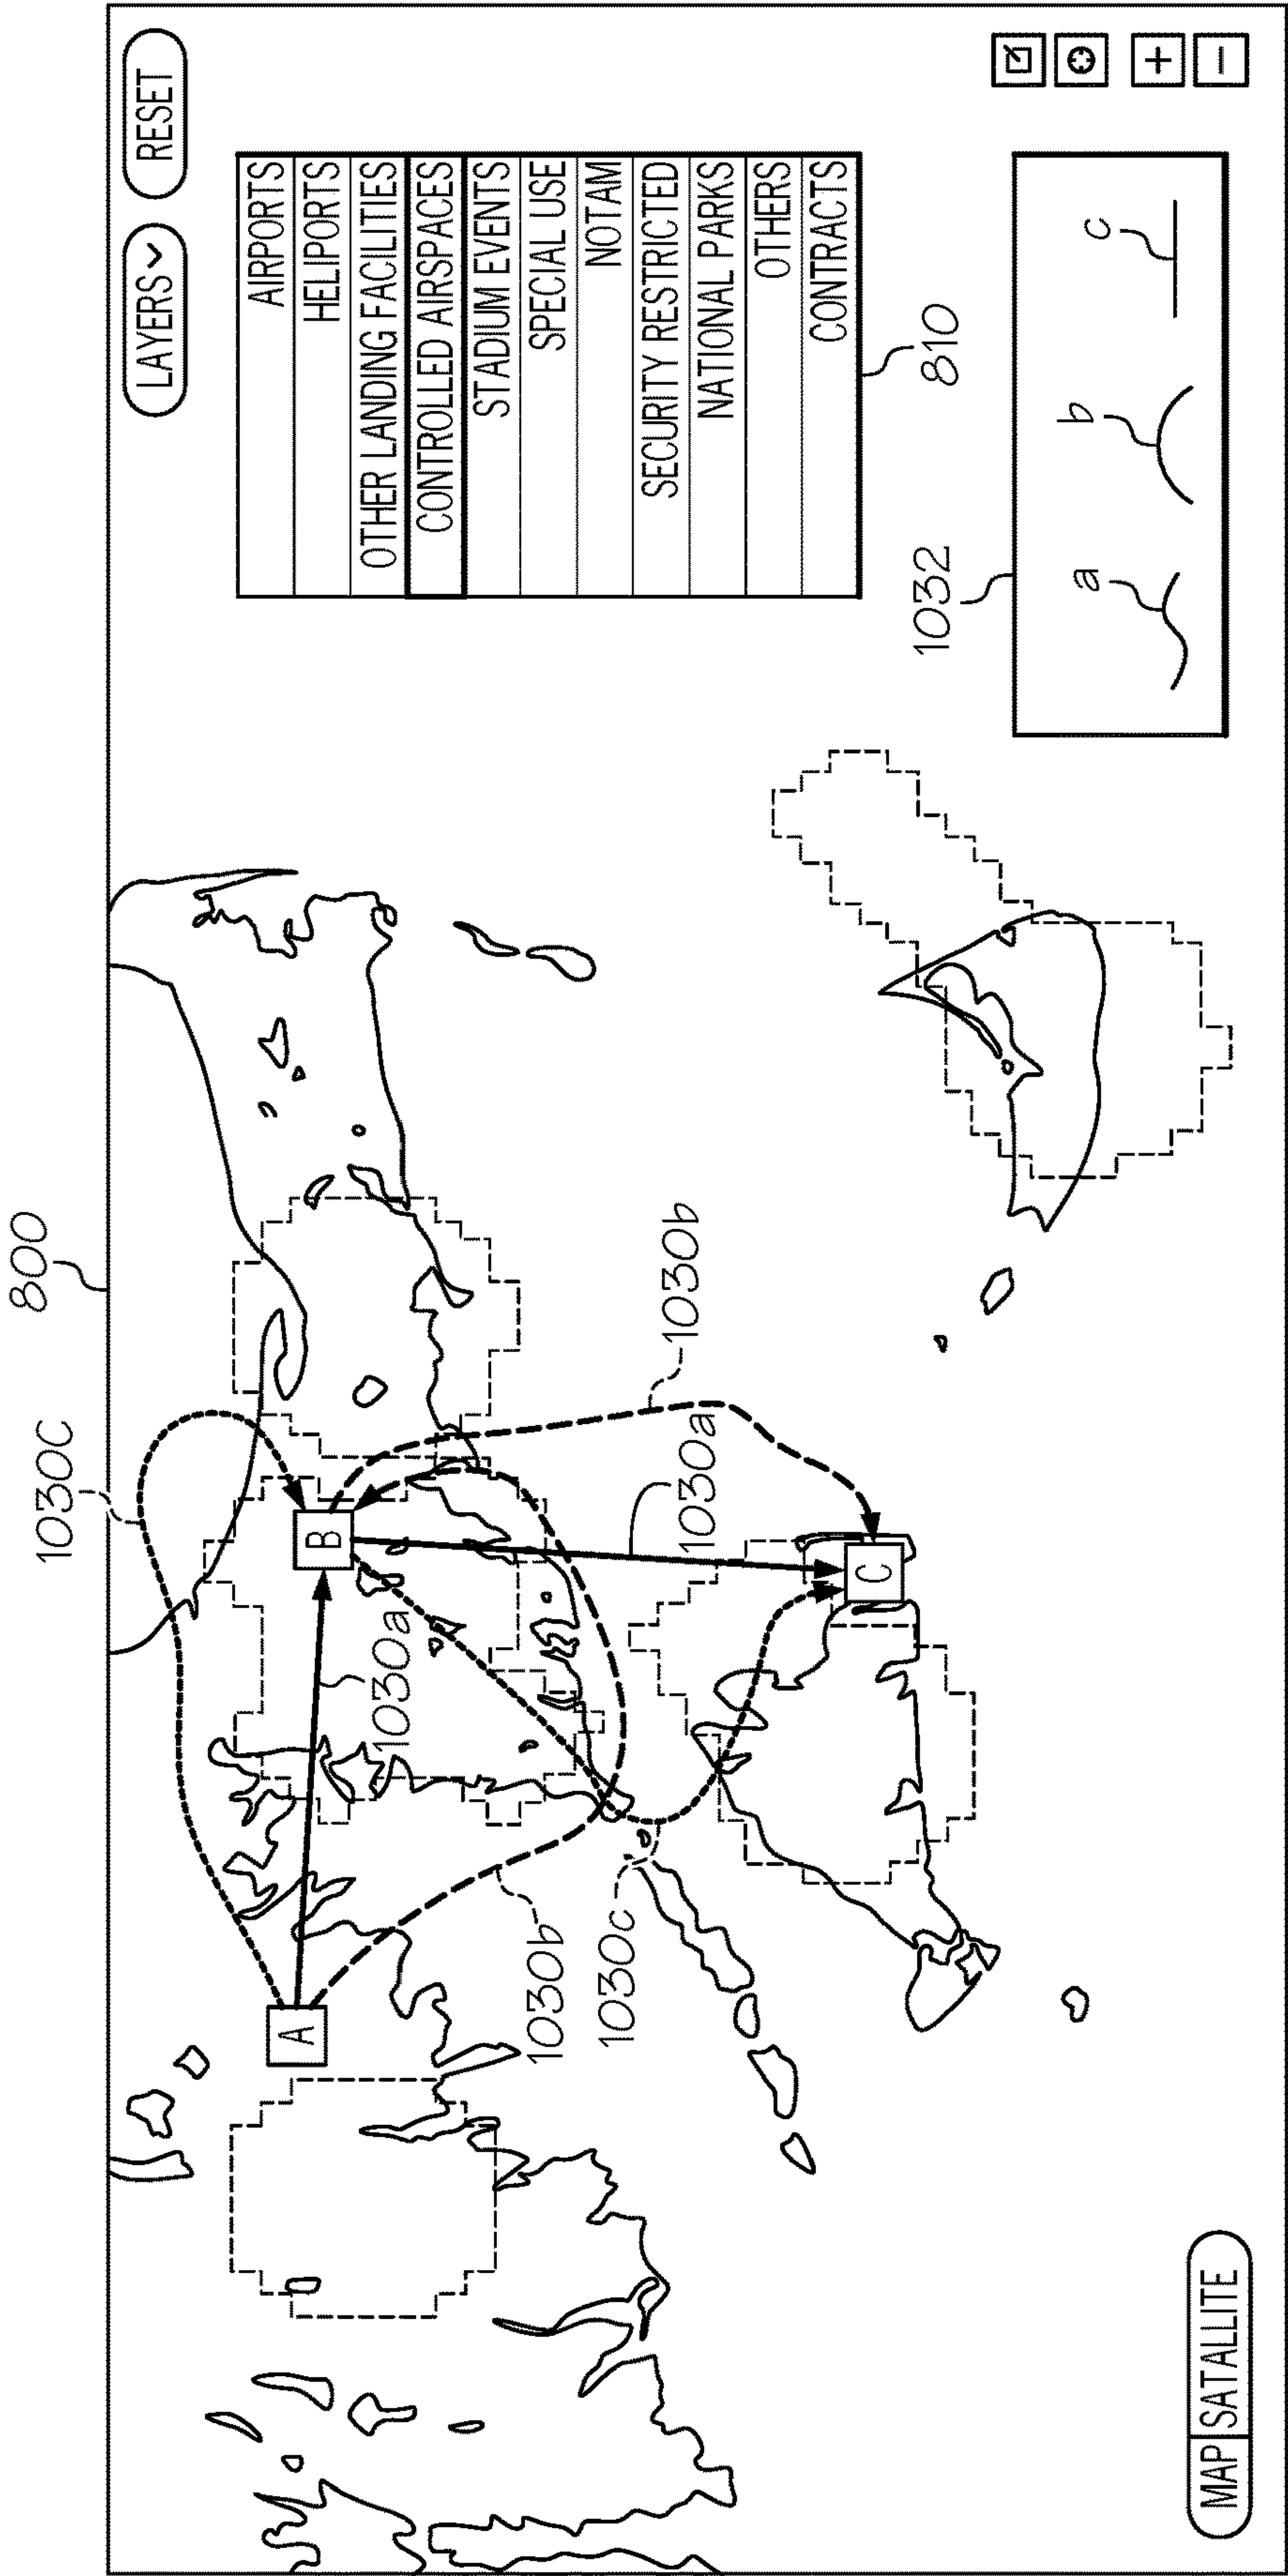 800
LAYERS
RESET
1030C
AIRPORTS
HELIPORTS
OTHER LANDING FACILITIES
CONTROLLED AIRSPACES
STADIUM EVENTS
SPECIAL USE
NOTAM
SECURITY RESTRICTED
NATIONAL PARKS
OTHERS
CONTRACTS
810
A
B
1030a
1030b
1030c
1030a
1030b
C
1032
a
b
c
+
−
MAP
SATALLITE